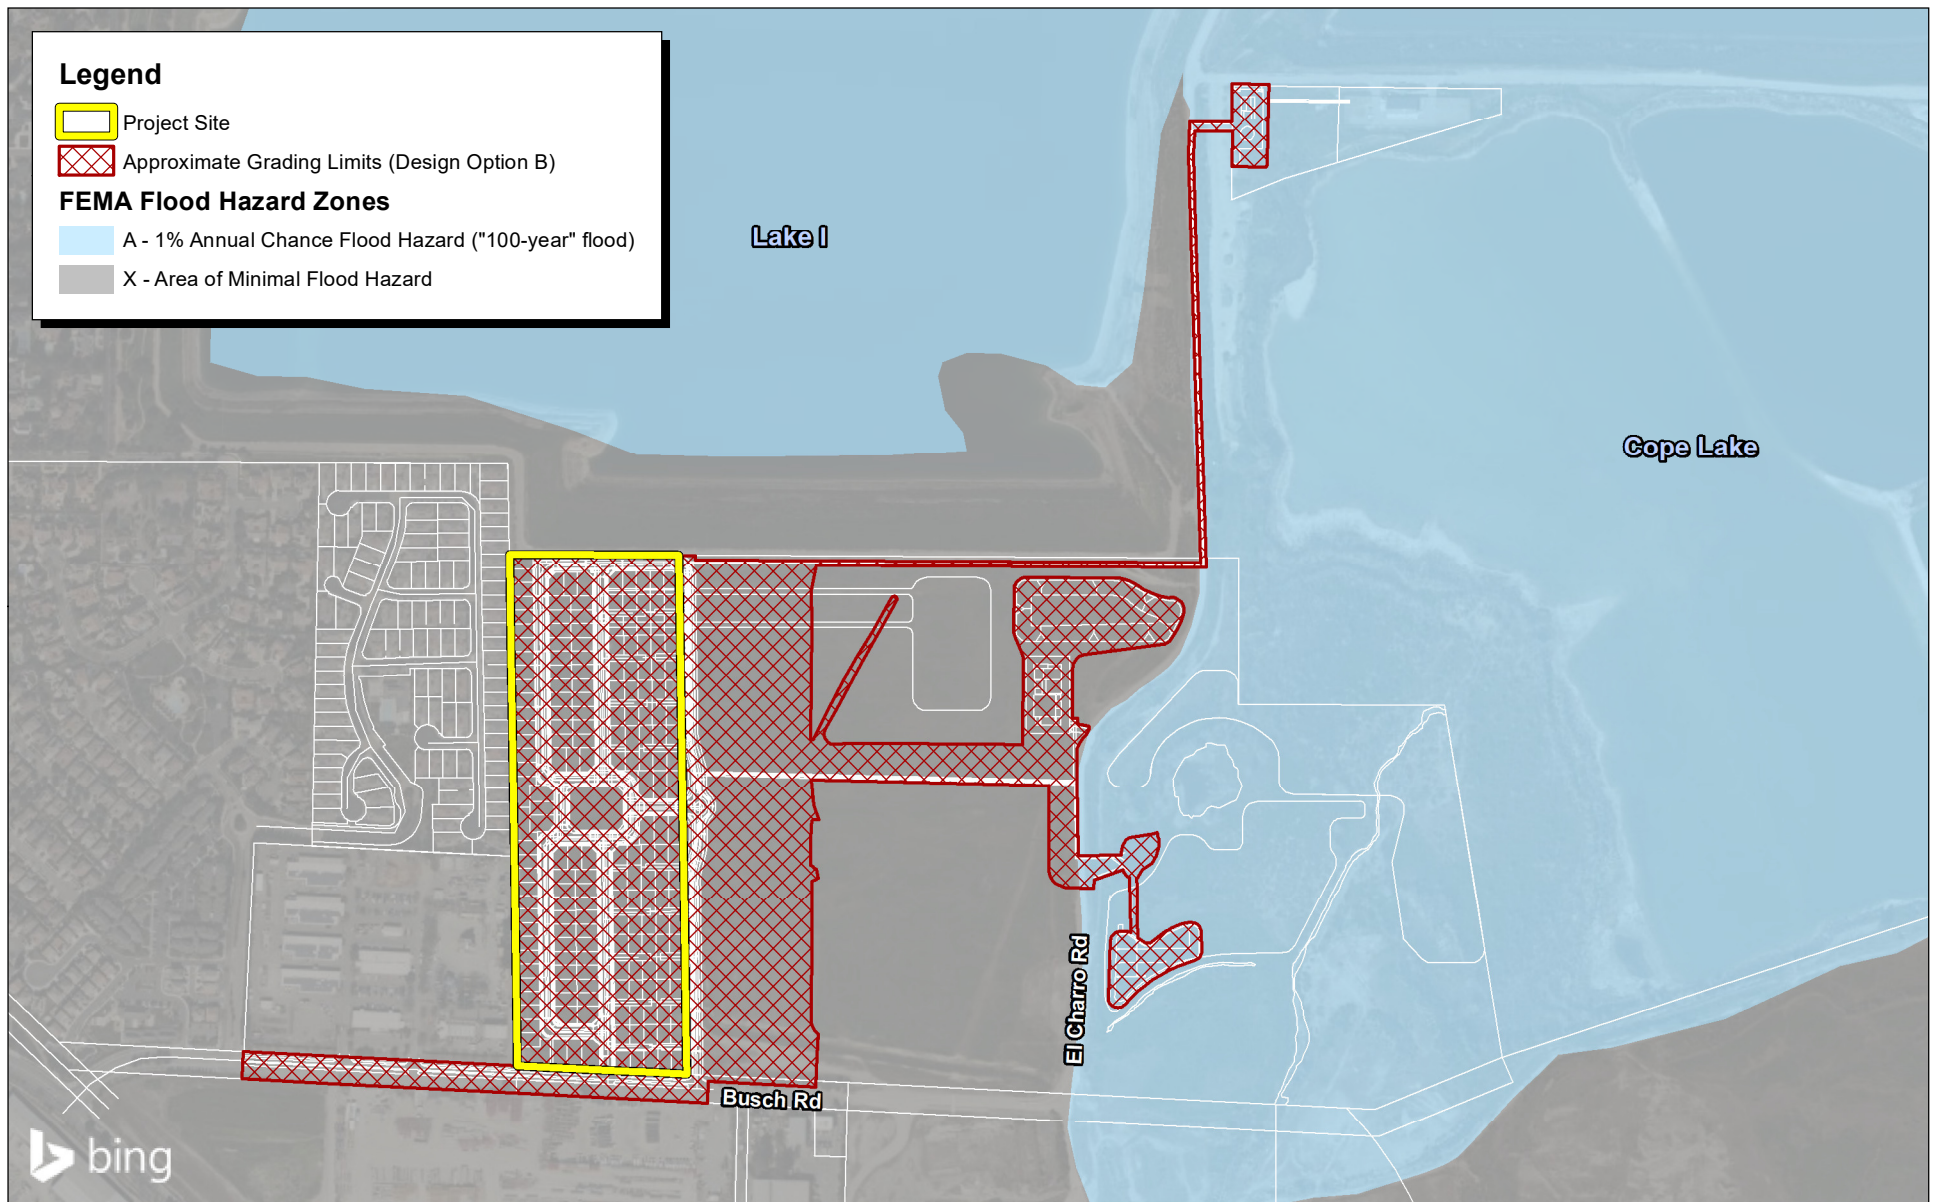 Legend
Project Site
Approximate Grading Limits (Design Option B)
FEMA Flood Hazard Zones
A - 1% Annual Chance Flood Hazard ("100-year" flood)
X - Area of Minimal Flood Hazard
Lake I
Cope Lake
El Charro Rd
Busch Rd
bing